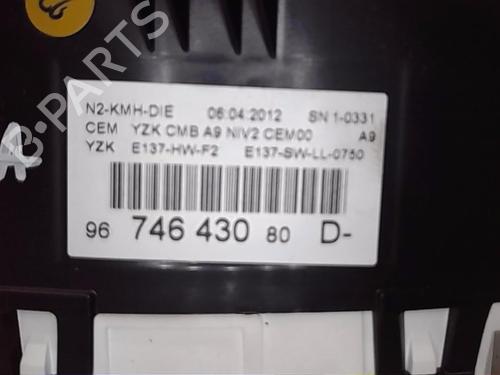 B-PARTS
N2-KMH-DIE 06:04:2012 SN 1-0331
CEM YZK CMB A9 NIV2 CEM00 A9
YZK E137-HW-F2 E137-SW-LL-0750
96 746 430 80 D-